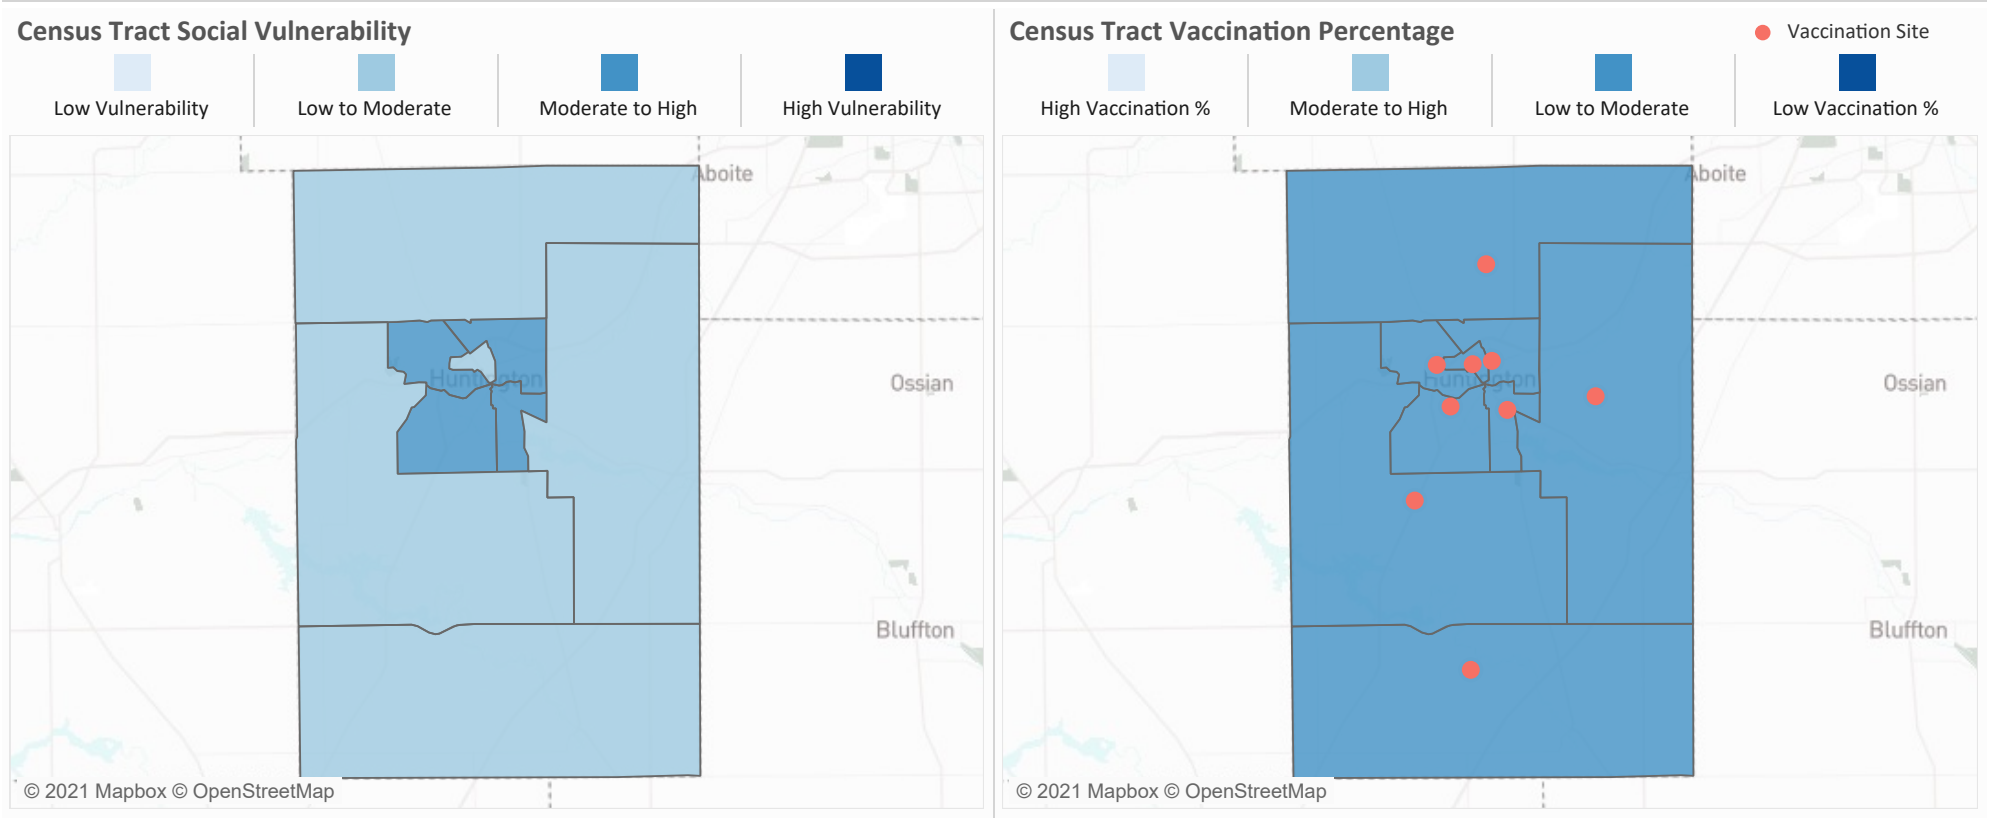 Census Tract Social Vulnerability
Low Vulnerability
Low to Moderate
Moderate to High
High Vulnerability
Aboite
Huntington
Ossian
Bluffton
© 2021 Mapbox © OpenStreetMap
Census Tract Vaccination Percentage
Vaccination Site
High Vaccination %
Moderate to High
Low to Moderate
Low Vaccination %
Aboite
Huntington
Ossian
Bluffton
© 2021 Mapbox © OpenStreetMap